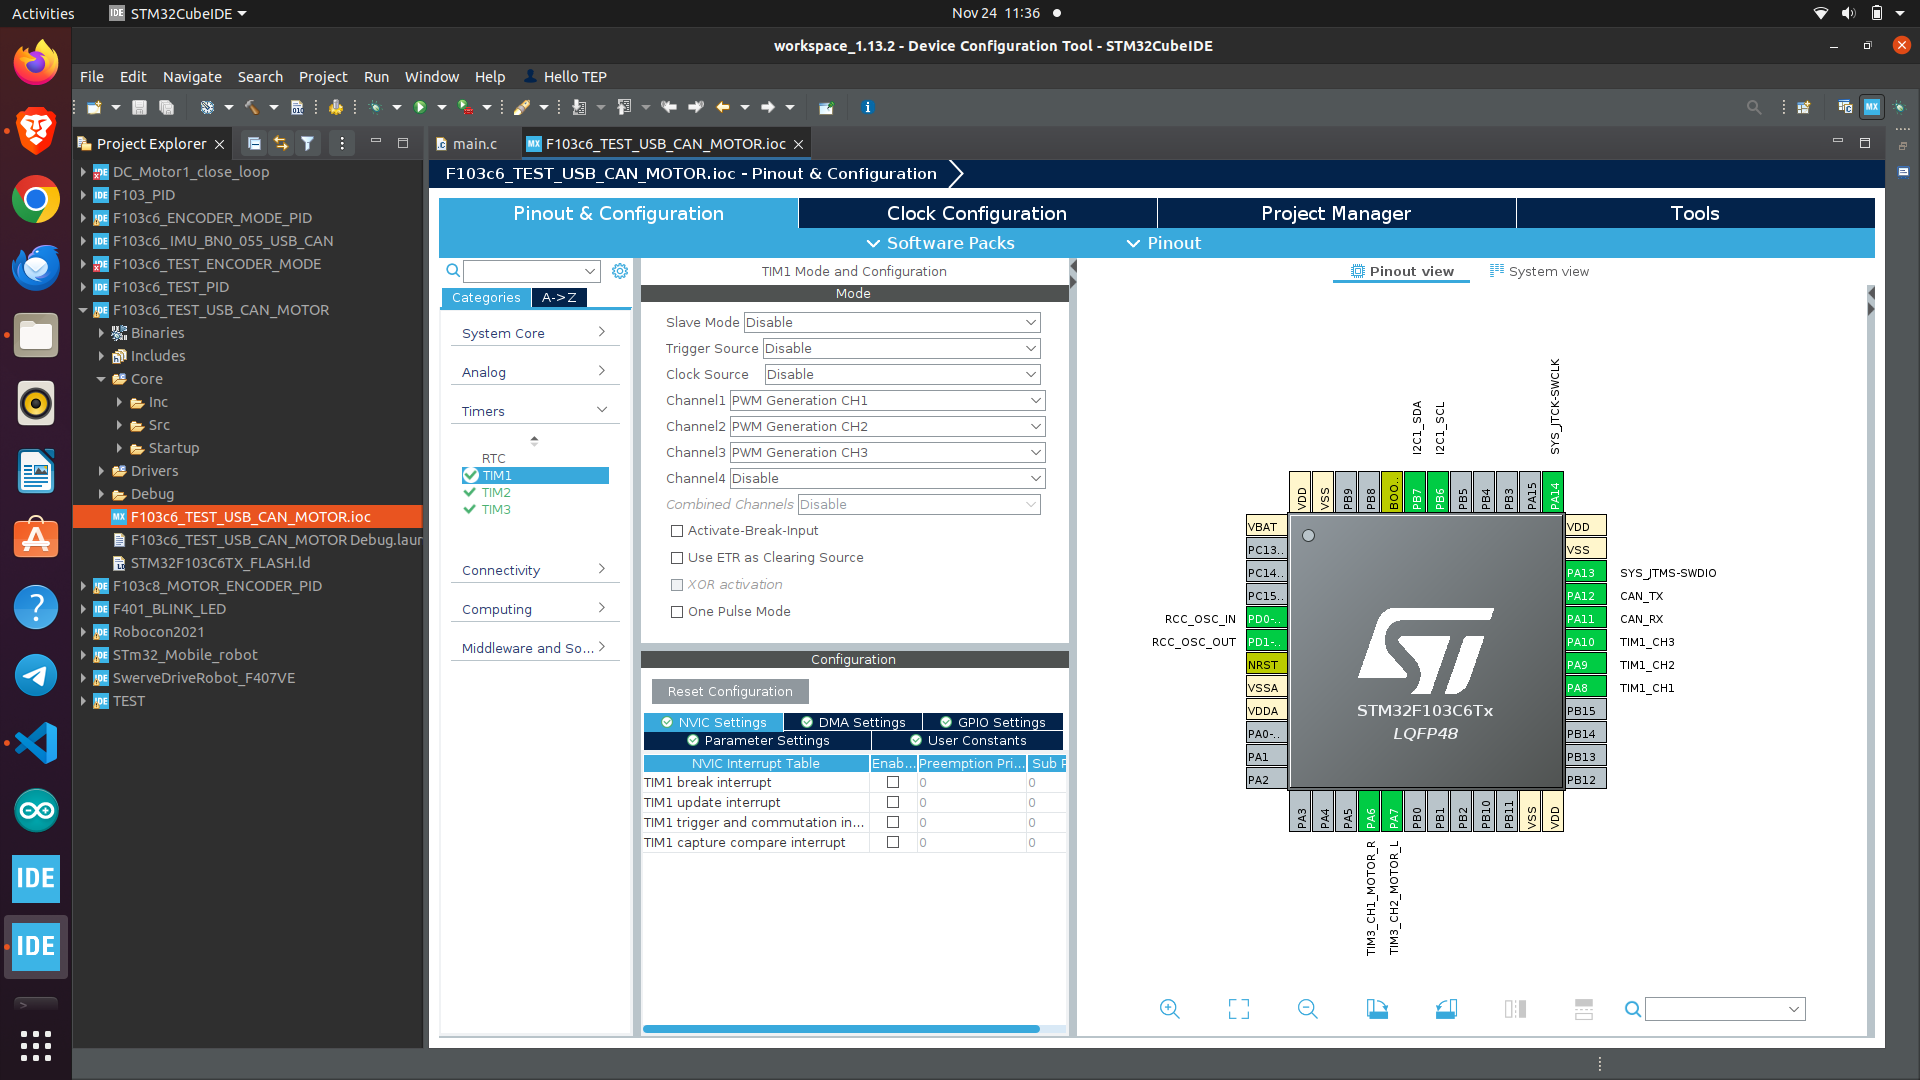 Activities
STM32CubeIDE
Nov 24 11:36
workspace_1.13.2 - Device Configuration Tool - STM32CubeIDE
File Edit Navigate Search Project Run Window Help Hello TEP
Project Explorer
main.c
F103c6_TEST_USB_CAN_MOTOR.ioc
DC_Motor1_close_loop
F103_PID
F103c6_ENCODER_MODE_PID
F103c6_ IMU_BN0_055_USB_CAN
F103c6_TEST_ENCODER_MODE
F103c6_TEST_PID
F103c6_TEST_USB_CAN_MOTOR
Binaries
Includes
Core
Inc
Src
Startup
Drivers
Debug
F103c6_TEST_USB_CAN_MOTOR.ioc
F103c6_TEST_USB_CAN_MOTOR Debug.laun
STM32F103C6TX_FLASH.ld
F103c8_MOTOR_ENCODER_PID
F401_BLINK_LED
Robocon2021
STm32_Mobile_robot
SwerveDriveRobot_F407VE
TEST
F103c6_TEST_USB_CAN_MOTOR.ioc - Pinout & Configuration
Pinout & Configuration
Clock Configuration
Project Manager
Tools
Software Packs
Pinout
Categories
A->Z
System Core
Analog
Timers
RTC
TIM1
TIM2
TIM3
Connectivity
Computing
Middleware and So...
TIM1 Mode and Configuration
Mode
Slave Mode Disable
Trigger Source Disable
Clock Source Disable
Channel1 PWM Generation CH1
Channel2 PWM Generation CH2
Channel3 PWM Generation CH3
Channel4 Disable
Combined Channels Disable
Activate-Break-Input
Use ETR as Clearing Source
XOR activation
One Pulse Mode
Configuration
Reset Configuration
NVIC Settings
DMA Settings
GPIO Settings
Parameter Settings
User Constants
NVIC Interrupt Table Enab... Preemption Pri... Sub P
TIM1 break interrupt 0 0
TIM1 update interrupt 0 0
TIM1 trigger and commutation in... 0 0
TIM1 capture compare interrupt 0 0
Pinout view
System view
I2C1_SDA
I2C1_SCL
SYS_JTCK-SWCLK
VDD
VSS
PB9
PB8
BOO..
PB7
PB6
PB5
PB4
PB3
PA15
PA14
VBAT
PC13..
PC14..
PC15..
RCC_OSC_IN PD0-..
RCC_OSC_OUT PD1-..
NRST
VSSA
VDDA
PA0-..
PA1
PA2
STM32F103C6Tx
LQFP48
VDD
VSS
PA13 SYS_JTMS-SWDIO
PA12 CAN_TX
PA11 CAN_RX
PA10 TIM1_CH3
PA9 TIM1_CH2
PA8 TIM1_CH1
PB15
PB14
PB13
PB12
PA3
PA4
PA5
PA6
PA7
PB0
PB1
PB2
PB10
PB11
VSS
VDD
TIM3_CH1_MOTOR_R
TIM3_CH2_MOTOR_L
IDE
IDE